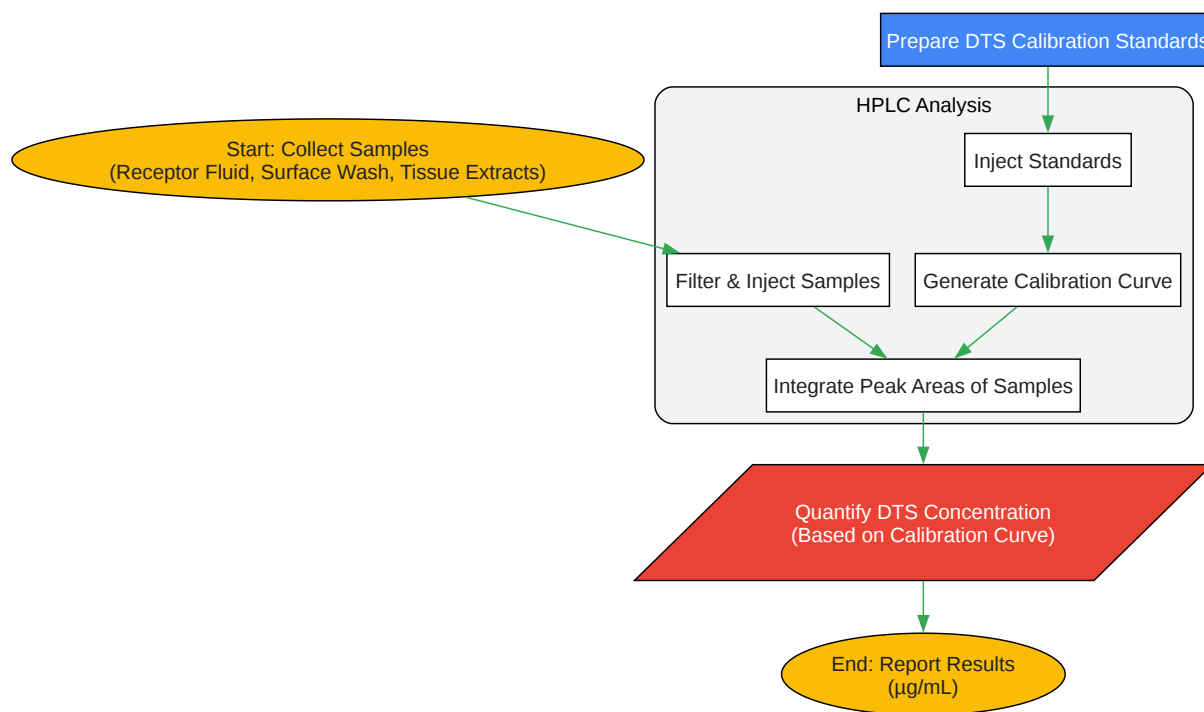 Prepare DTS Calibration Standards
HPLC Analysis
Start: Collect Samples
(Receptor Fluid, Surface Wash, Tissue Extracts)
Inject Standards
Filter & Inject Samples
Generate Calibration Curve
Integrate Peak Areas of Samples
Quantify DTS Concentration
(Based on Calibration Curve)
End: Report Results
(µg/mL)